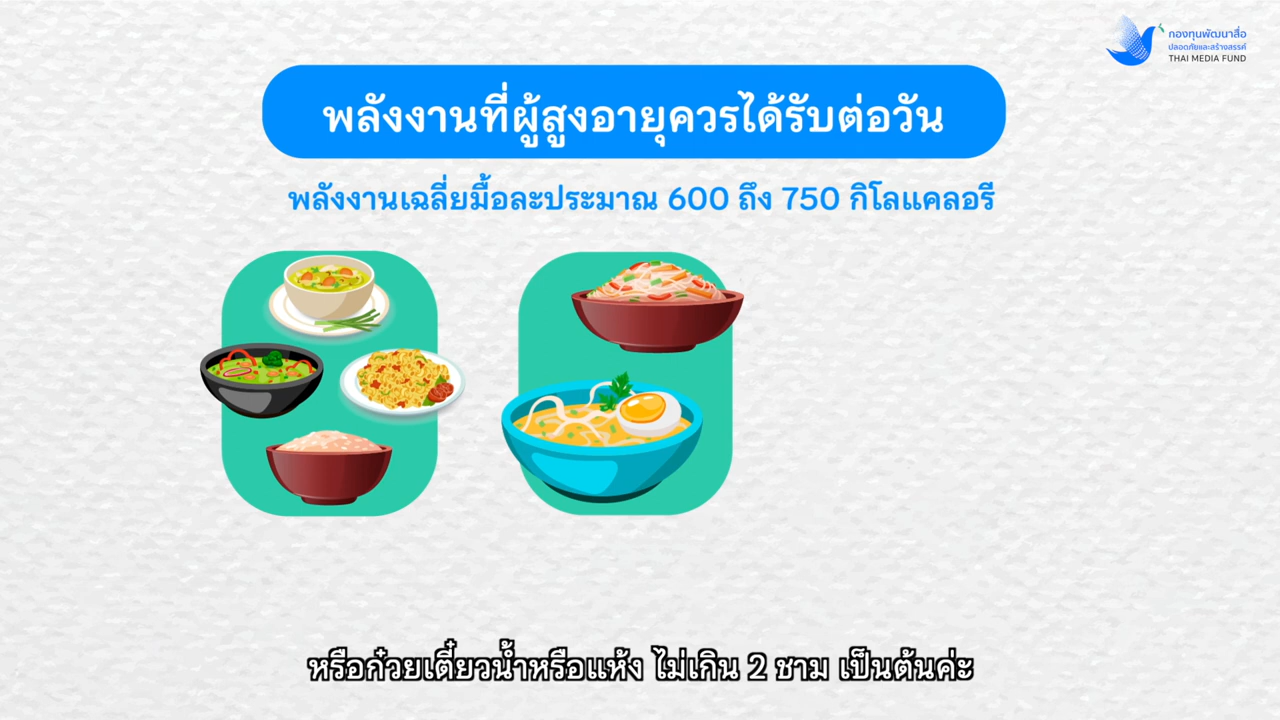 กองทุนพัฒนาสื่อ
ปลอดภัยและสร้างสรรค์
THAI MEDIA FUND
พลังงานที่ผู้สูงอายุควรได้รับต่อวัน
พลังงานเฉลี่ยมื้อละประมาณ 600 ถึง 750 กิโลแคลอรี
หรือก๋วยเตี๋ยวน้ำหรือแห้ง ไม่เกิน 2 ชาม เป็นต้นค่ะ